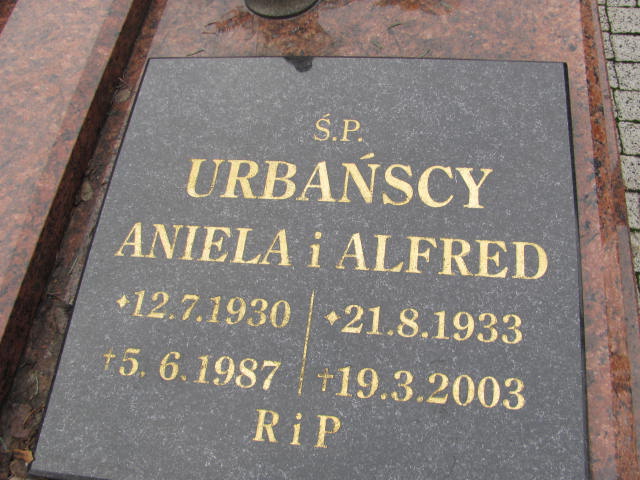 Ś.P.
URBAŃSCY
ANIELA i ALFRED
✦12.7.1930 ✦21.8.1933
†5.6.1987 †19.3.2003
R i P